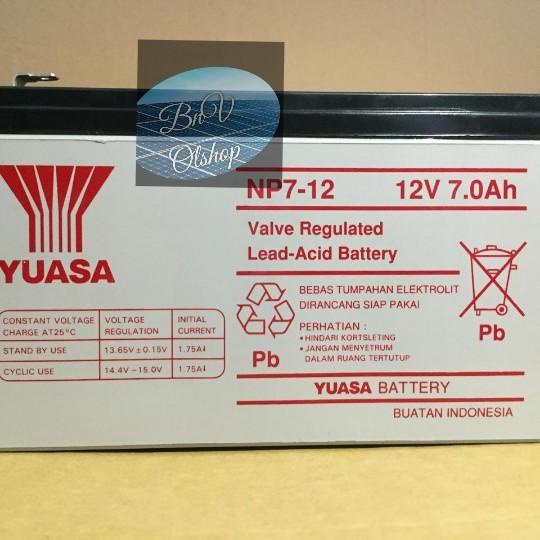 BnV
Olshop
NP7-12 12V 7.0Ah
Valve Regulated
Lead-Acid Battery
YUASA
CONSTANT VOLTAGE CHARGE AT25°C VOLTAGE REGULATION INITIAL CURRENT
STAND BY USE 13.65V±0.15V 1.75A
CYCLIC USE 14.4V-15.0V 1.75A
BEBAS TUMPAHAN ELEKTROLIT
DIRANCANG SIAP PAKAI
PERHATIAN :
• HINDARI KORTSLETING
• JANGAN MENYETRUM
DALAM RUANG TERTUTUP
Pb
Pb
YUASA BATTERY
BUATAN INDONESIA